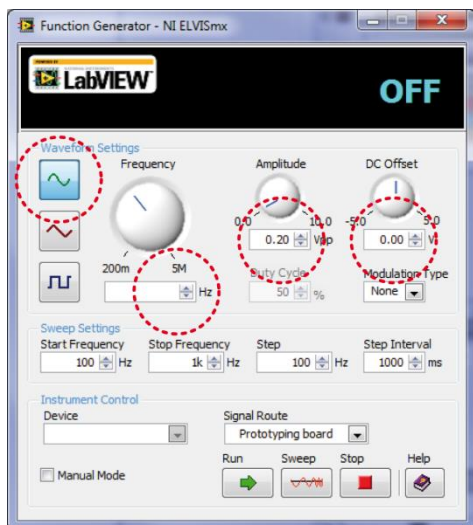 Function Generator - NI ELVISmx
LabVIEW
OFF
Waveform Settings
Frequency
Amplitude
DC Offset
0.0 10.0
-5.0 5.0
0.20 Vpp
0.00 V
200m 5M
Hz
Duty Cycle
50 %
Modulation Type
None
Sweep Settings
Start Frequency
Stop Frequency
Step
Step Interval
100 Hz
1k Hz
100 Hz
1000 ms
Instrument Control
Device
Signal Route
Prototyping board
Run
Sweep
Stop
Help
Manual Mode